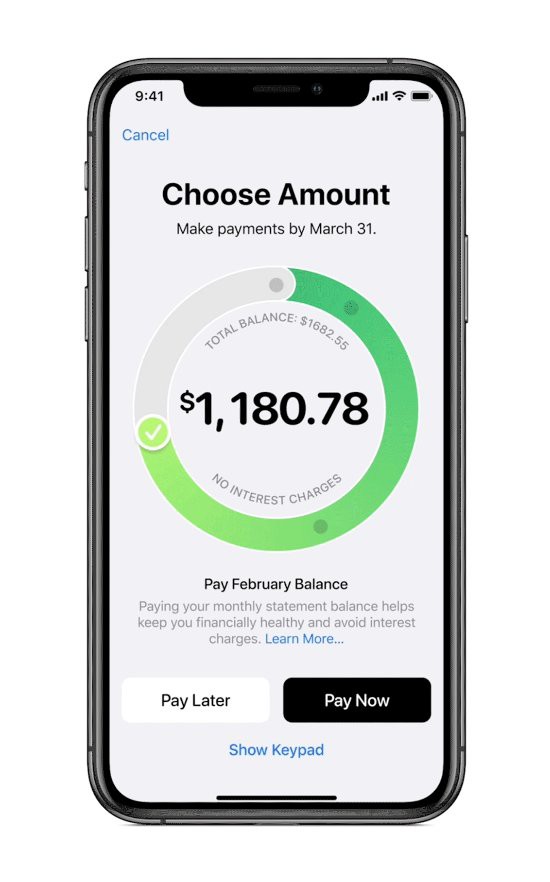 9:41
Cancel
Choose Amount
Make payments by March 31.
TOTAL BALANCE: $1682.55
$1,180.78
NO INTEREST CHARGES
Pay February Balance
Paying your monthly statement balance helps
keep you financially healthy and avoid interest
charges. Learn More...
Pay Later
Pay Now
Show Keypad